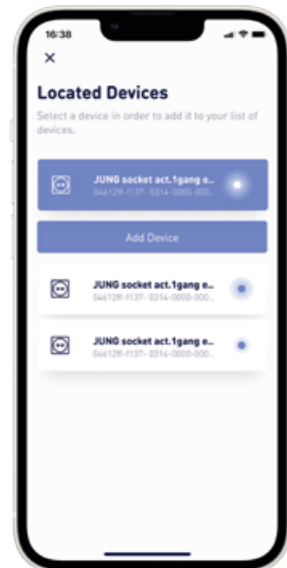 16:38
Located Devices
Select a device in order to add it to your list of
devices.
JUNG socket act.1gang e..
Add Device
JUNG socket act.1gang e..
JUNG socket act.1gang e..